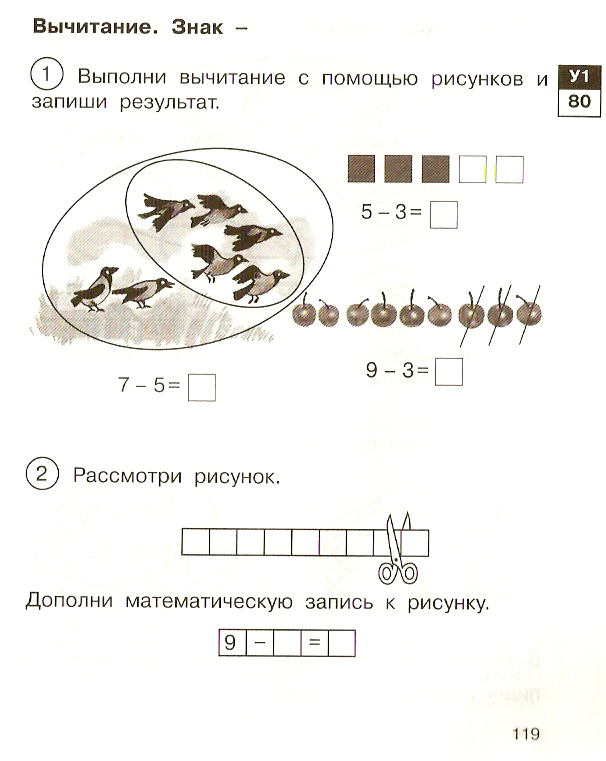 Вычитание. Знак –
1 Выполни вычитание с помощью рисунков и
запиши результат.
У1
80
5 – 3 =
7 – 5 =
9 – 3 =
2 Рассмотри рисунок.
Дополни математическую запись к рисунку.
9 – =
119